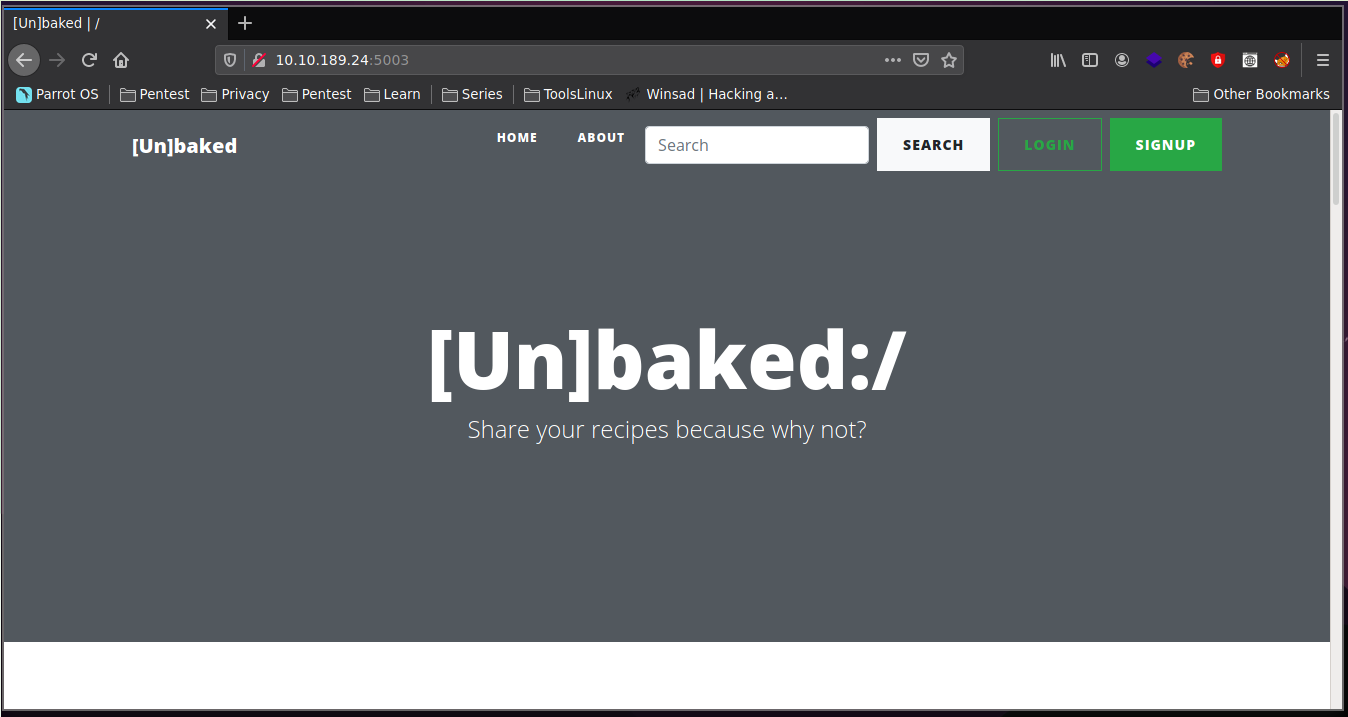 [Un]baked | /
10.10.189.24:5003
Parrot OS Pentest Privacy Pentest Learn Series ToolsLinux Winsad | Hacking a... Other Bookmarks
[Un]baked HOME ABOUT Search SEARCH LOGIN SIGNUP
[Un]baked:/
Share your recipes because why not?